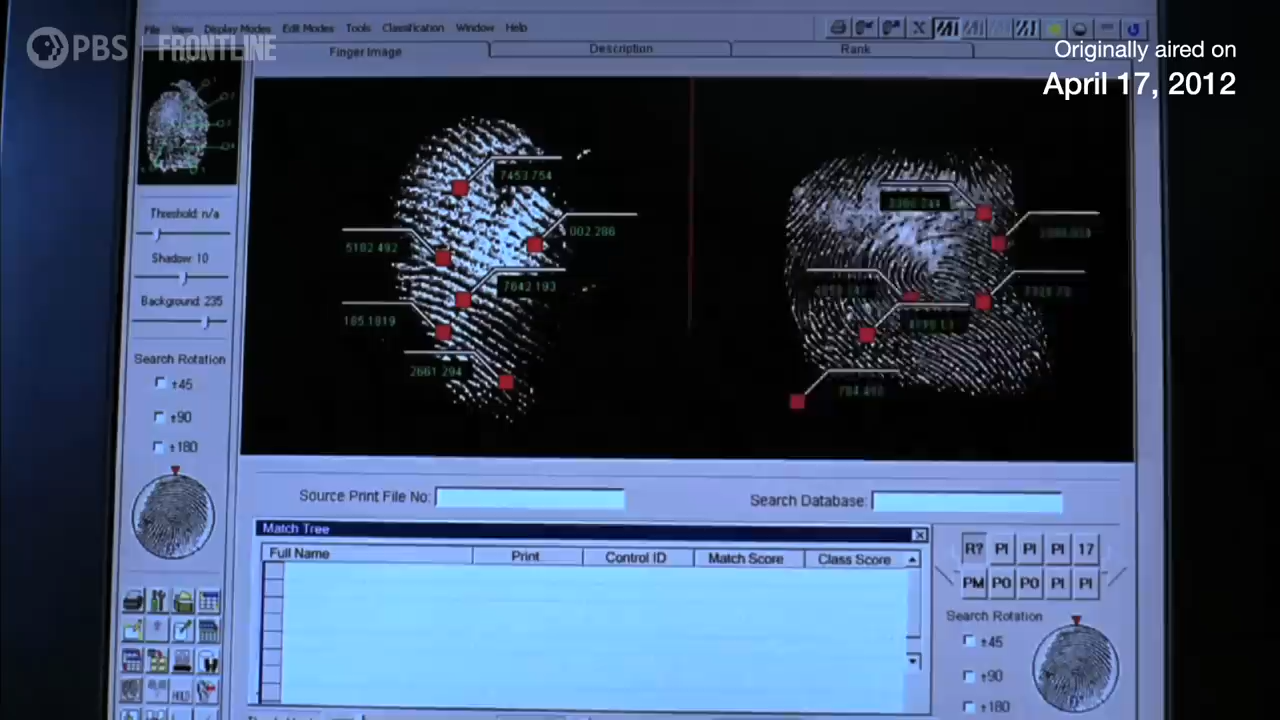 PBS FRONTLINE
Originally aired on
April 17, 2012
File View Display Modes Edit Modes Tools Classification Window Help
Finger Image Description Rank
7453 754
002.286
5182 492
7642 193
185.1819
2661 294
Threshold: n/a
Shadow: 10
Background: 235
Search Rotation
±45
±90
±180
Source Print File No:
Search Database:
Match Tree
Full Name Print Control ID Match Score Class Score
R? PI PI PI 17
PM PO PO PI PI
Search Rotation
±45
±90
±180
HOLD